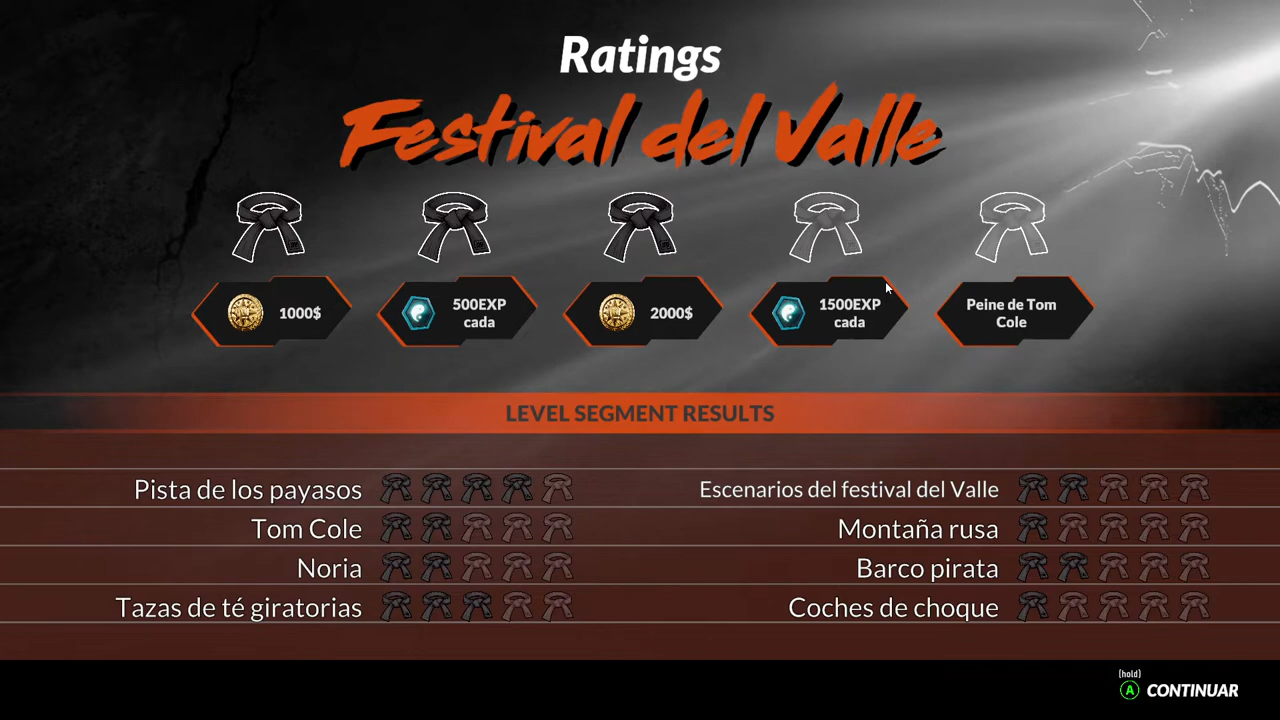 Ratings
Festival del Valle
1000$
500EXP
cada
2000$
1500EXP
cada
Peine de Tom
Cole
LEVEL SEGMENT RESULTS
Pista de los payasos
Escenarios del festival del Valle
Tom Cole
Montaña rusa
Noria
Barco pirata
Tazas de té giratorias
Coches de choque
(hold)
A CONTINUAR